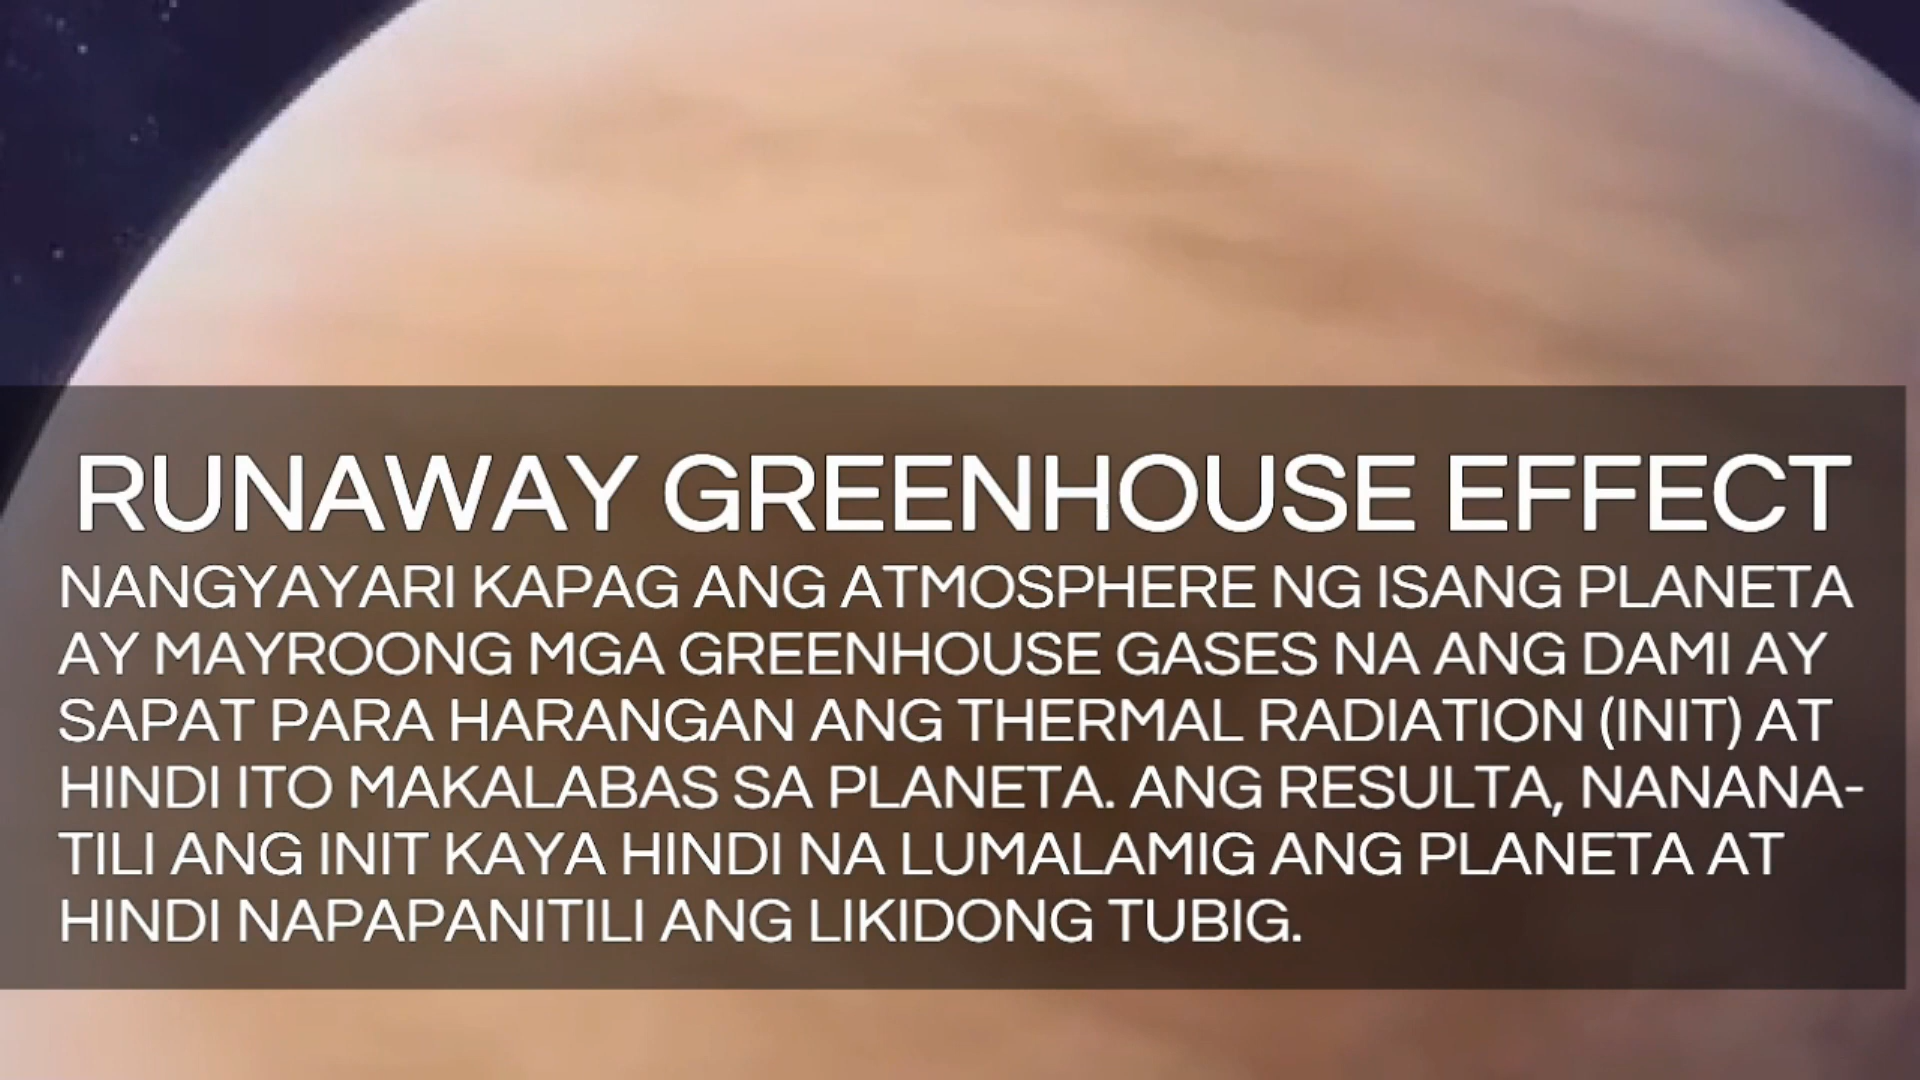 RUNAWAY GREENHOUSE EFFECT
NANGYAYARI KAPAG ANG ATMOSPHERE NG ISANG PLANETA
AY MAYROONG MGA GREENHOUSE GASES NA ANG DAMI AY
SAPAT PARA HARANGAN ANG THERMAL RADIATION (INIT) AT
HINDI ITO MAKALABAS SA PLANETA. ANG RESULTA, NANANA-
TILI ANG INIT KAYA HINDI NA LUMALAMIG ANG PLANETA AT
HINDI NAPAPANITILI ANG LIKIDONG TUBIG.